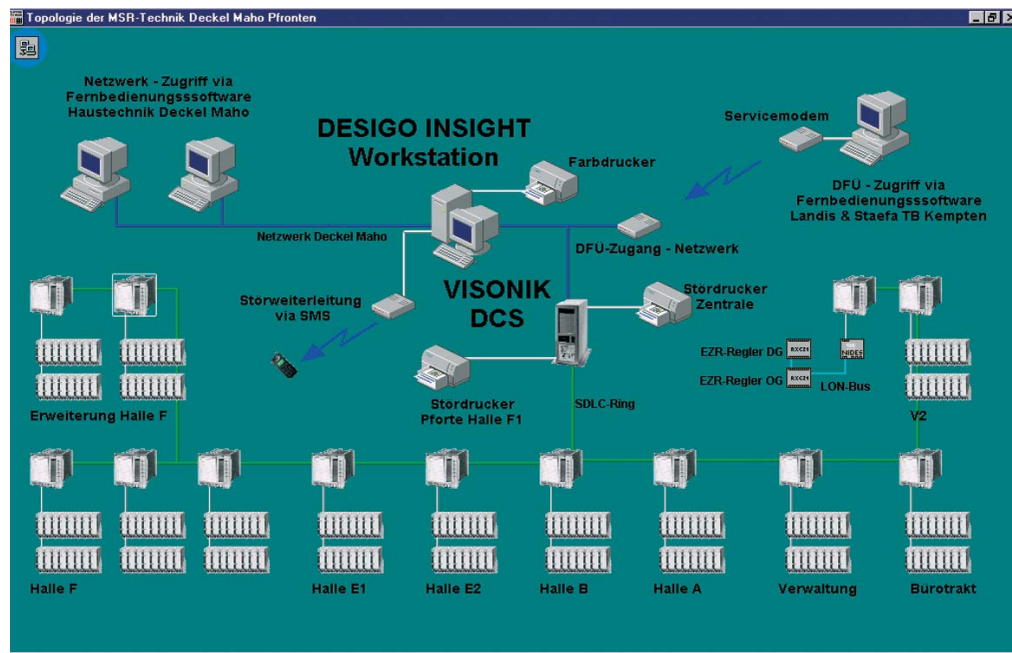 Topologie der MSR-Technik Deckel Maho Pfronten
Netzwerk - Zugriff via
Fernbedienungsssoftware
Haustechnik Deckel Maho
DESIGO INSIGHT
Workstation
Farbdrucker
Servicemodem
DFÜ - Zugriff via
Fernbedienungsssoftware
Landis & Staefa TB Kempten
Netzwerk Deckel Maho
DFÜ-Zugang - Netzwerk
Störweiterleitung
via SMS
VISONIK
DCS
Stördrucker
Zentrale
EZR-Regler DG
RXC21
NIDES
EZR-Regler OG
RXC21
LON-Bus
Stördrucker
Pforte Halle F1
SDLC-Ring
Erweiterung Halle F
V2
Halle F
Halle E1
Halle E2
Halle B
Halle A
Verwaltung
Bürotrakt